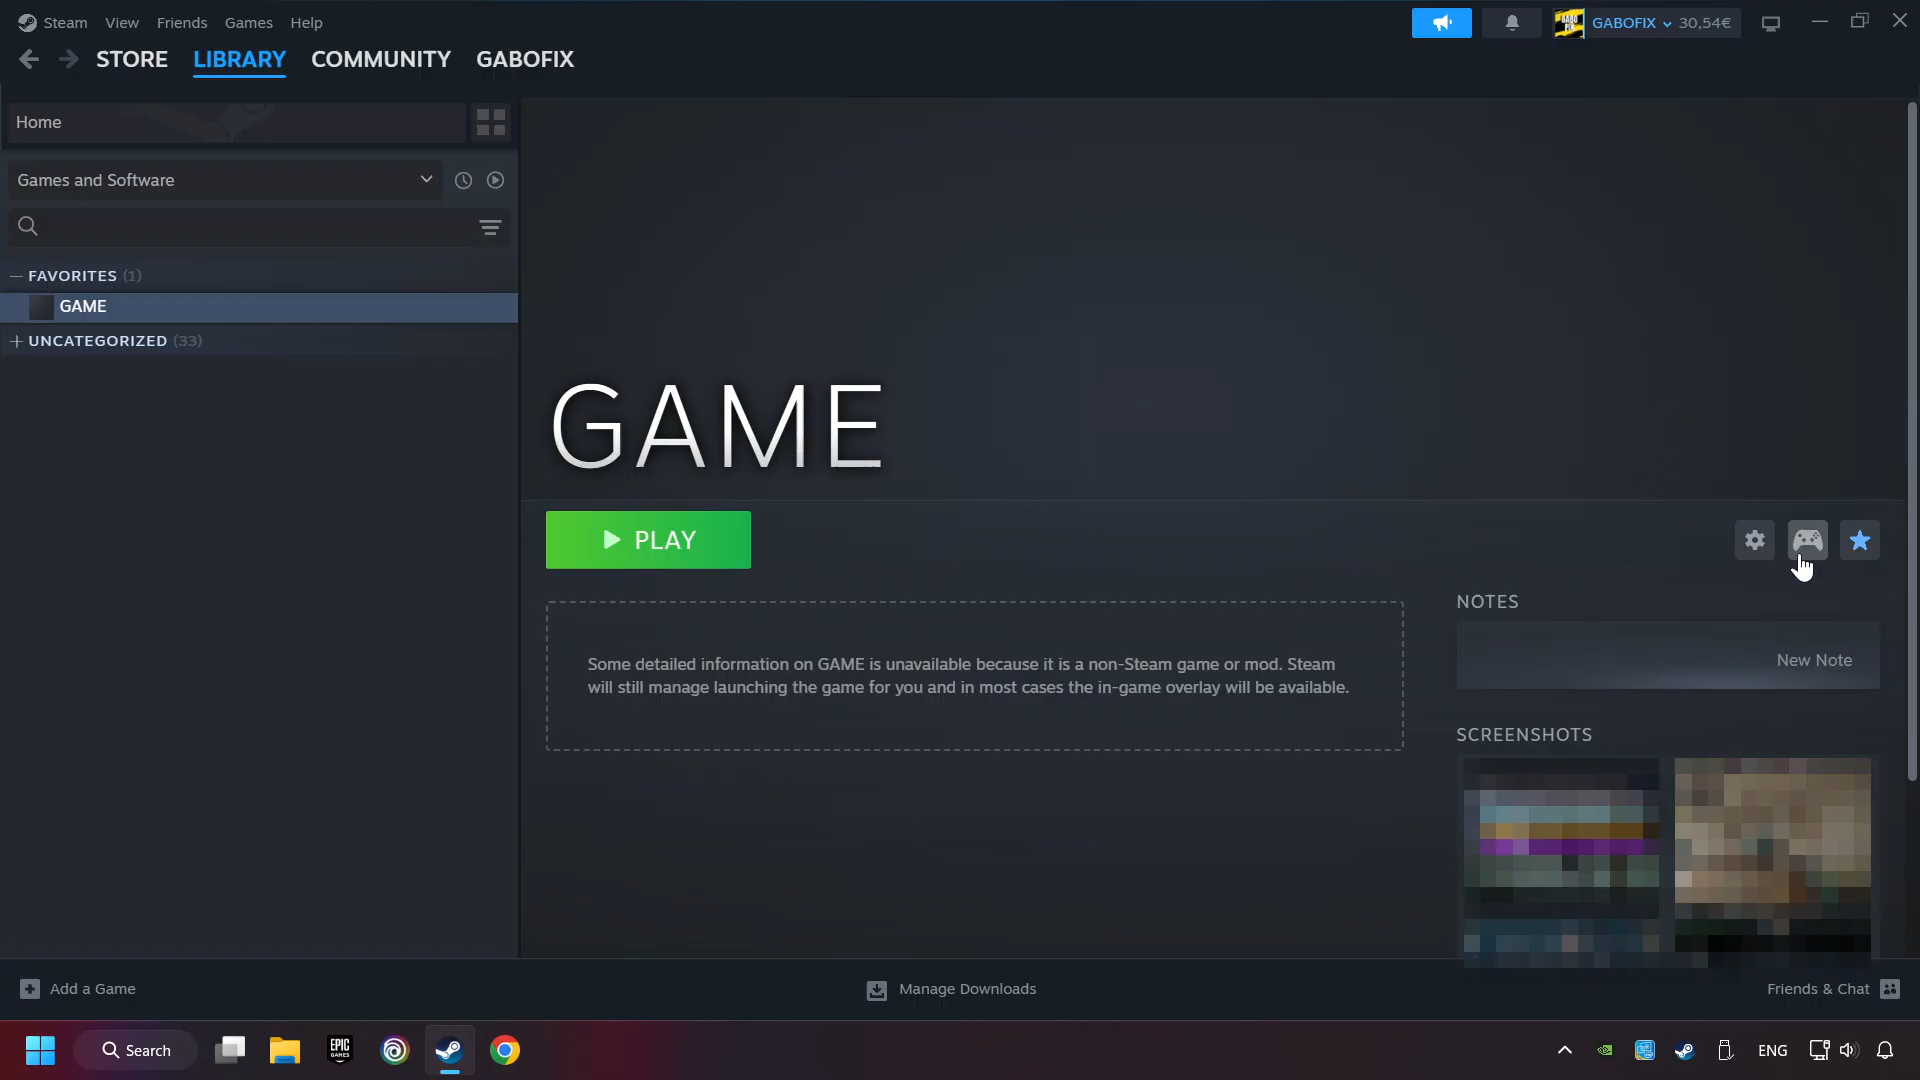 Steam View Friends Games Help
GABOFIX 30,54€
STORE LIBRARY COMMUNITY GABOFIX
Home
Games and Software
— FAVORITES (1)
GAME
+ UNCATEGORIZED (33)
GAME
PLAY
Some detailed information on GAME is unavailable because it is a non-Steam game or mod. Steam
will still manage launching the game for you and in most cases the in-game overlay will be available.
NOTES
New Note
SCREENSHOTS
Add a Game
Manage Downloads
Friends & Chat
Search
EPIC
GAMES
ENG